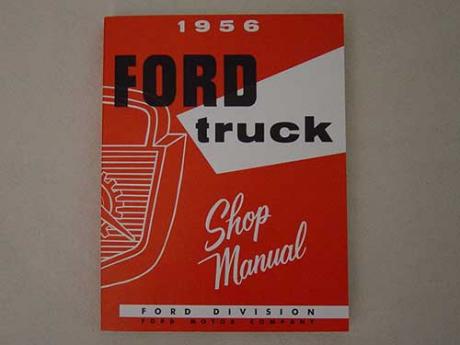 1956
FORD
truck
Shop
Manual
FORD DIVISION
FORD MOTOR COMPANY